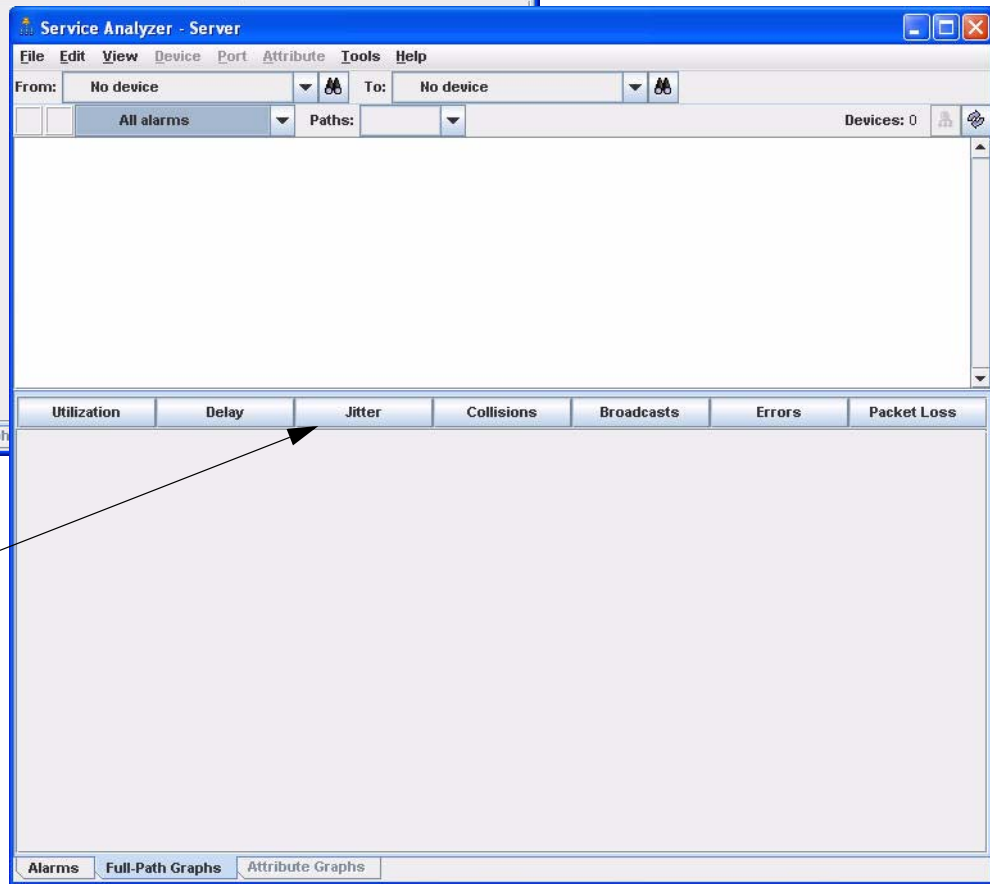 Service Analyzer - Server
File Edit View Device Port Attribute Tools Help
From: No device To: No device
All alarms Paths: Devices: 0
Utilization Delay Jitter Collisions Broadcasts Errors Packet Loss
Alarms Full-Path Graphs Attribute Graphs